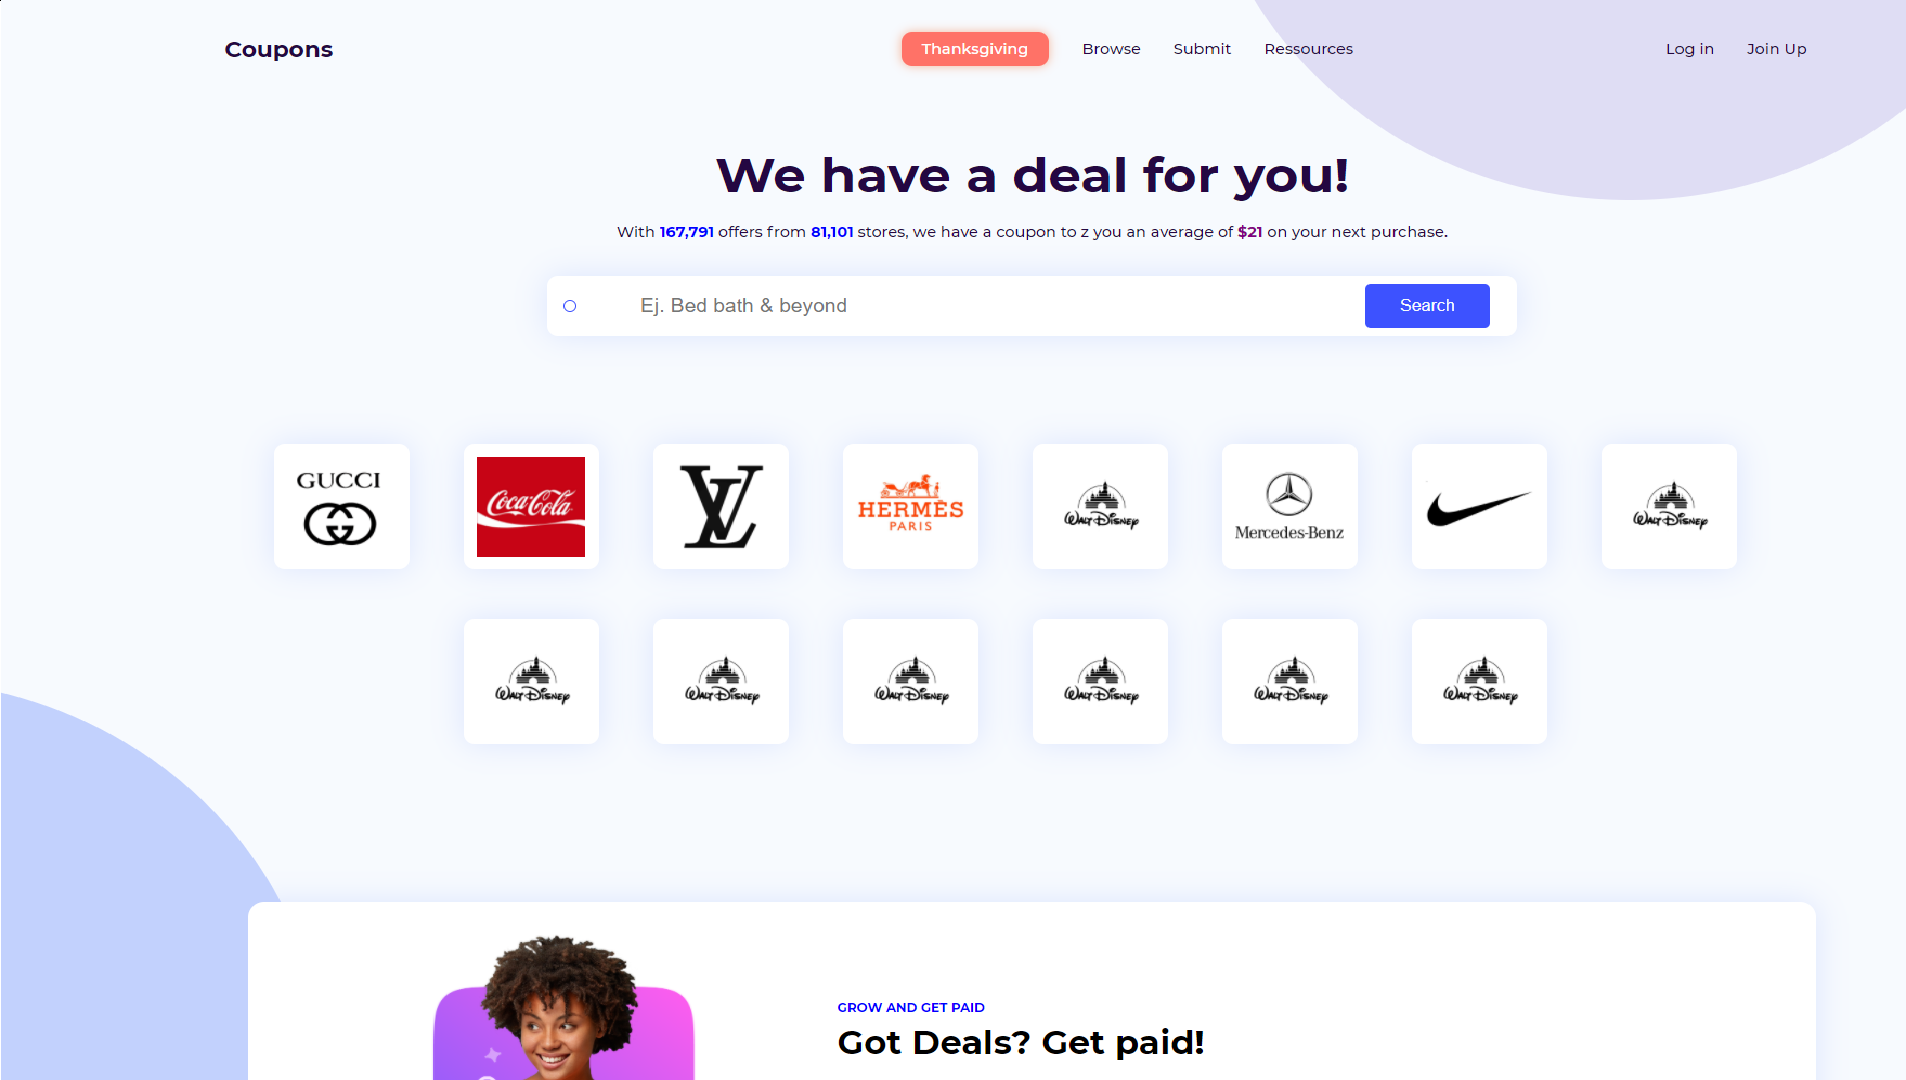 Coupons
Thanksgiving Browse Submit Ressources
Log in Join Up
We have a deal for you!
With 167,791 offers from 81,101 stores, we have a coupon to z you an average of $21 on your next purchase.
Ej. Bed bath & beyond
Search
GUCCI
Coca-Cola
LV
HERMÈS
PARIS
WALT DISNEY
Mercedes-Benz
WALT DISNEY
WALT DISNEY
WALT DISNEY
WALT DISNEY
WALT DISNEY
WALT DISNEY
WALT DISNEY
GROW AND GET PAID
Got Deals? Get paid!